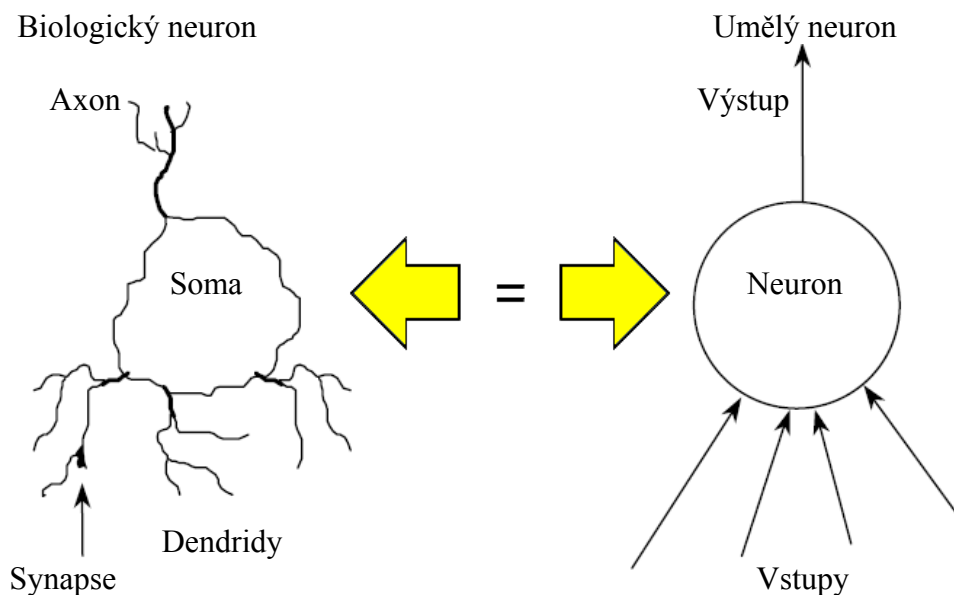 Biologický neuron
Umělý neuron
Axon
Výstup
Soma
=
Neuron
Dendridy
Synapse
Vstupy